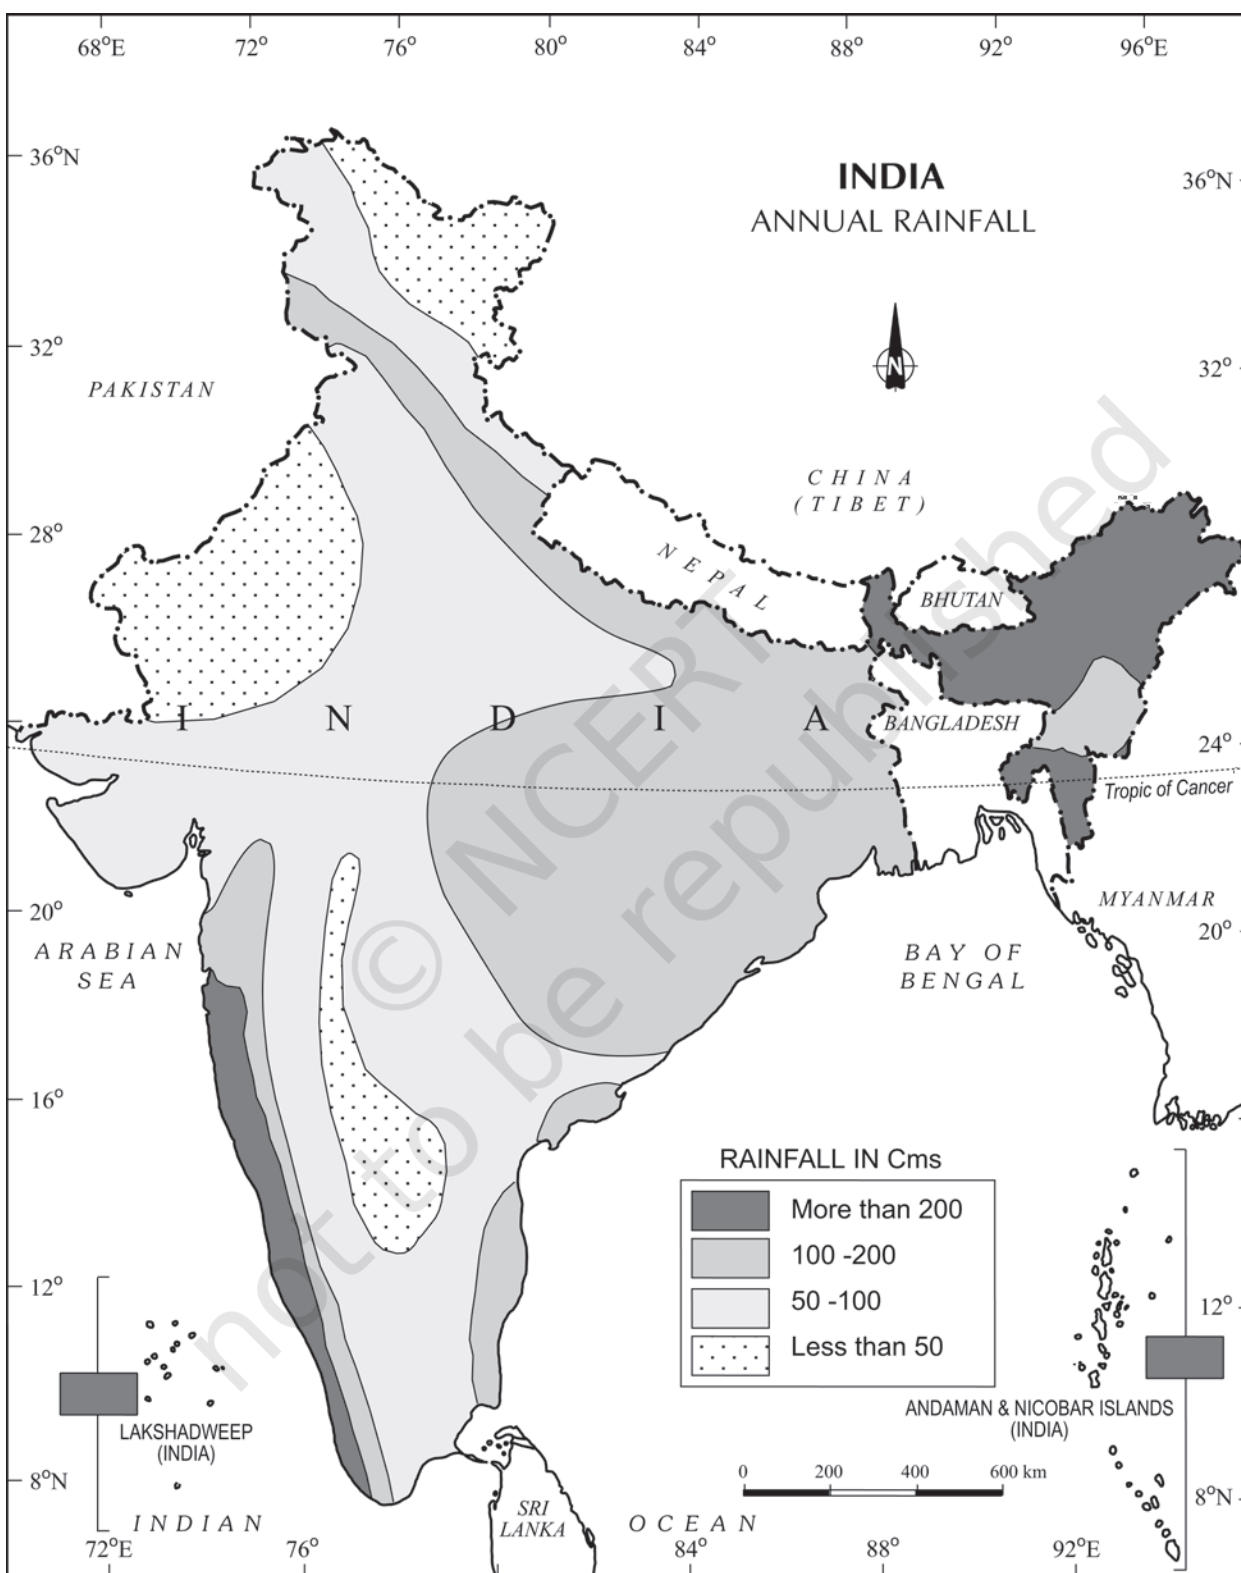 68°E 72° 76° 80° 84° 88° 92° 96°E
36°N
INDIA
ANNUAL RAINFALL
36°N
N
32°
32°
PAKISTAN
CHINA
(TIBET)
28°
NEPAL
BHUTAN
INDIA
BANGLADESH
24°
Tropic of Cancer
MYANMAR
20°
20°
ARABIAN
SEA
BAY OF
BENGAL
© NCERT
not to be republished
16°
RAINFALL IN Cms
More than 200
100 -200
50 -100
Less than 50
12°
12°
LAKSHADWEEP
(INDIA)
ANDAMAN & NICOBAR ISLANDS
(INDIA)
0 200 400 600 km
8°N
8°N
SRI
LANKA
INDIAN OCEAN
72°E 76° 84° 88° 92°E